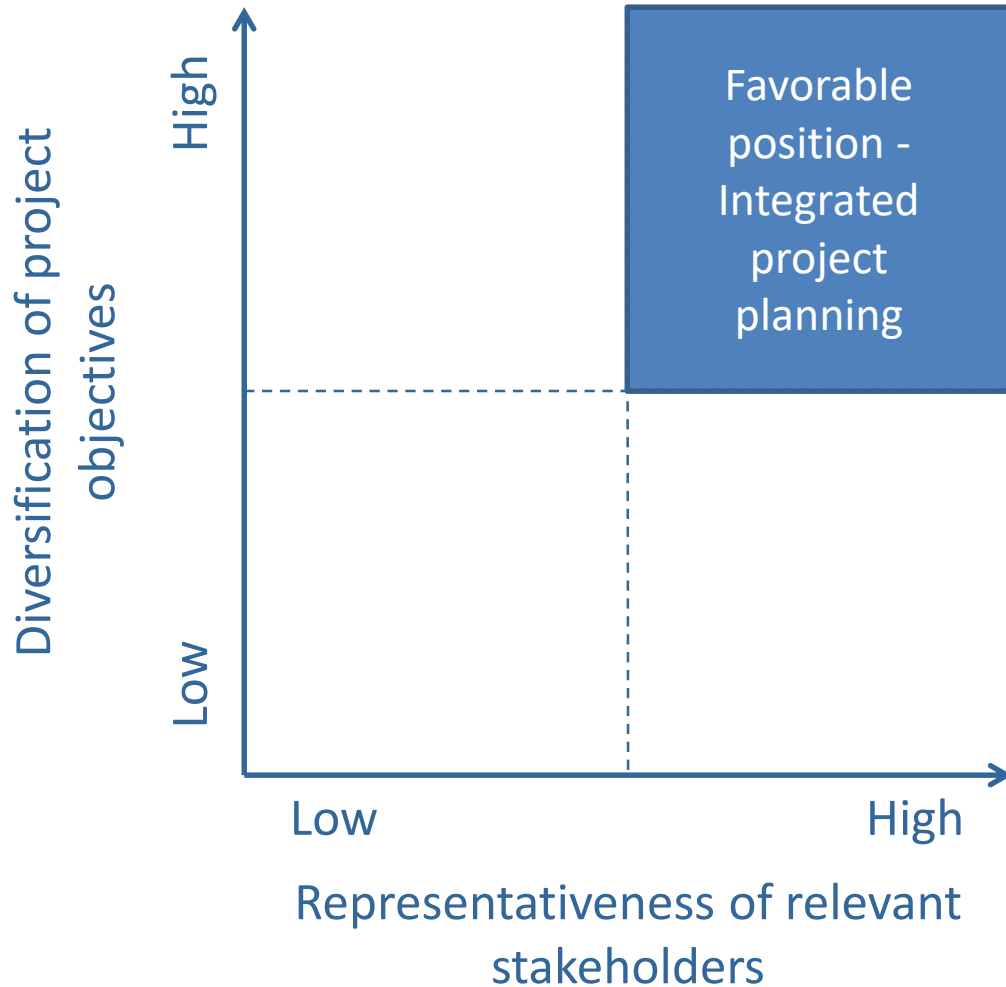 Diversification of project
objectives
High
Low
Favorable
position -
Integrated
project
planning
Low
High
Representativeness of relevant
stakeholders